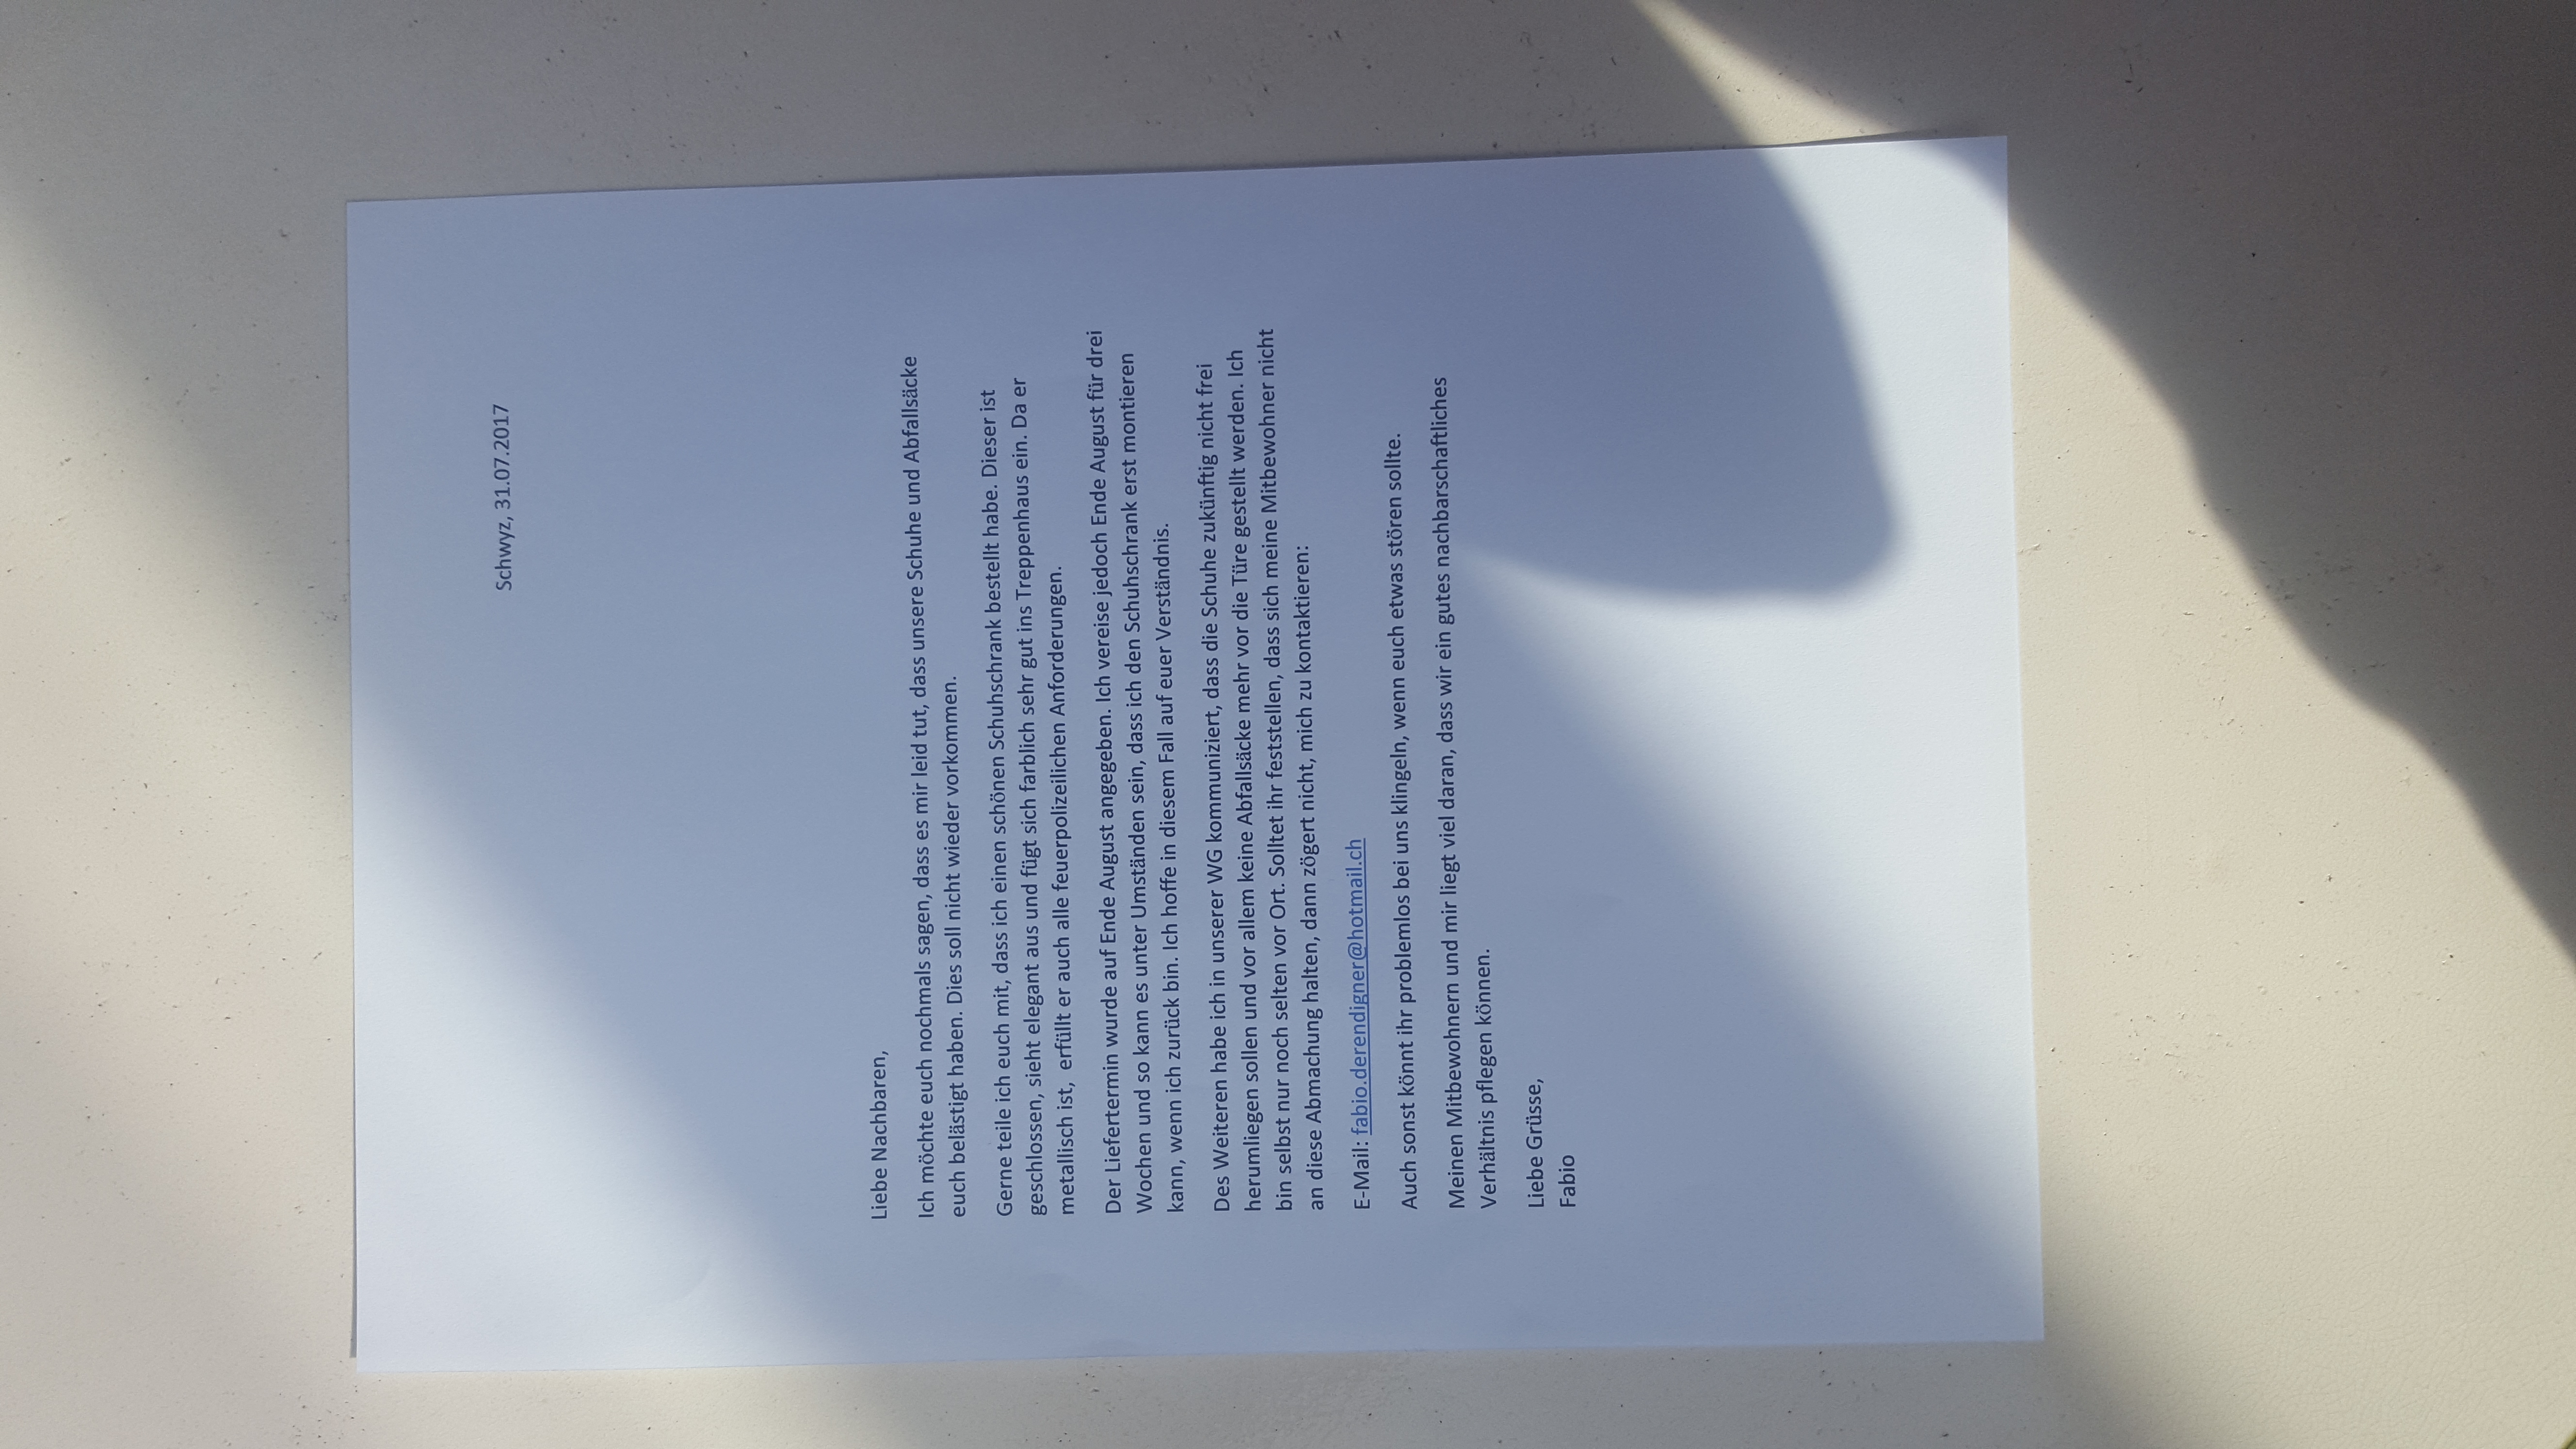 Schwyz, 31.07.2017
Liebe Nachbaren,
Ich möchte euch nochmals sagen, dass es mir leid tut, dass unsere Schuhe und Abfallsäcke
euch belästigt haben. Dies soll nicht wieder vorkommen.
Gerne teile ich euch mit, dass ich einen schönen Schuhschrank bestellt habe. Dieser ist
geschlossen, sieht elegant aus und fügt sich farblich sehr gut ins Treppenhaus ein. Da er
metallisch ist, erfüllt er auch alle feuerpolizeilichen Anforderungen.
Der Liefertermin wurde auf Ende August angegeben. Ich vereise jedoch Ende August für drei
Wochen und so kann es unter Umständen sein, dass ich den Schuhschrank erst montieren
kann, wenn ich zurück bin. Ich hoffe in diesem Fall auf euer Verständnis.
Des Weiteren habe ich in unserer WG kommuniziert, dass die Schuhe zukünftig nicht frei
herumliegen sollen und vor allem keine Abfallsäcke mehr vor die Türe gestellt werden. Ich
bin selbst nur noch selten vor Ort. Solltet ihr feststellen, dass sich meine Mitbewohner nicht
an diese Abmachung halten, dann zögert nicht, mich zu kontaktieren:
E-Mail: fabio.derendigner@hotmail.ch
Auch sonst könnt ihr problemlos bei uns klingeln, wenn euch etwas stören sollte.
Meinen Mitbewohnern und mir liegt viel daran, dass wir ein gutes nachbarschaftliches
Verhältnis pflegen können.
Liebe Grüsse,
Fabio